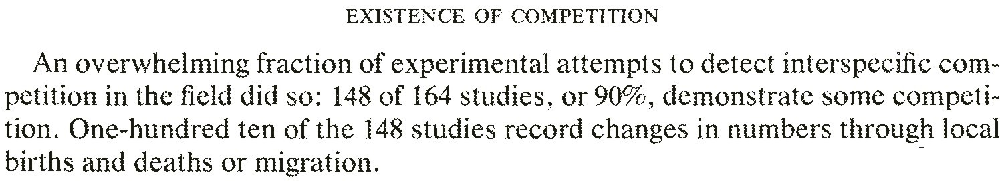 EXISTENCE OF COMPETITION
An overwhelming fraction of experimental attempts to detect interspecific com-
petition in the field did so: 148 of 164 studies, or 90%, demonstrate some competi-
tion. One-hundred ten of the 148 studies record changes in numbers through local
births and deaths or migration.